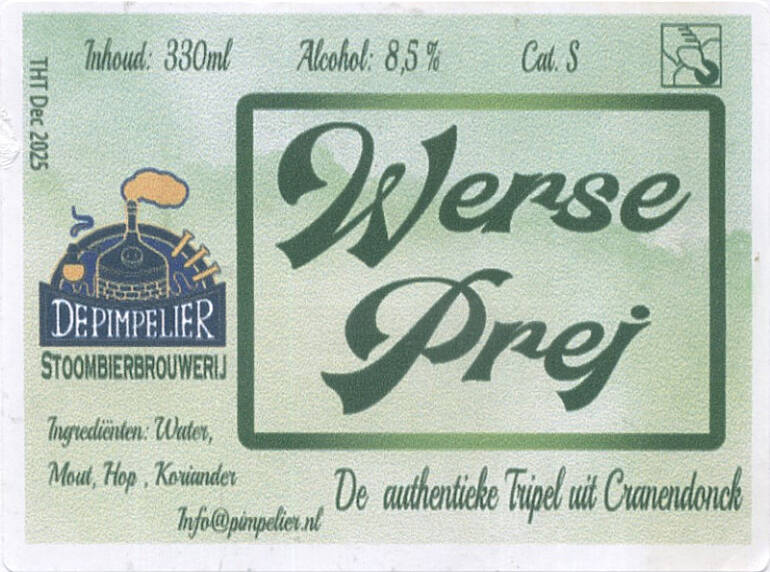 Inhoud: 330ml Alcohol: 8,5 % Cat. S
THT Dec 2025
Werse
Prej
DE PIMPELIER
STOOMBIERBROUWERIJ
Ingrediënten: Water,
Mout, Hop , Koriander
Info@pimpelier.nl
De authentieke Tripel uit Cranendonck